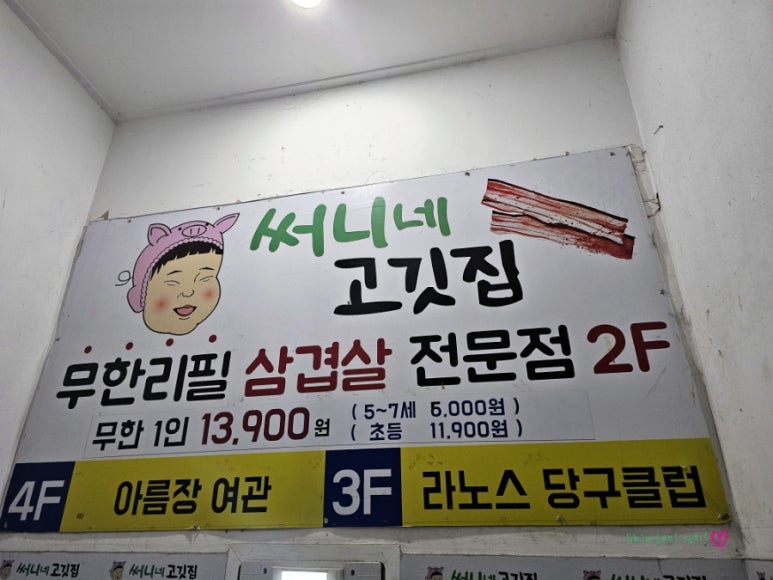 써니네
고깃집
무한리필 삼겹살 전문점 2F
무한 1인 13,900원 ( 5~7세 5,000원 )
( 초등 11,900원 )
4F 아름장 여관 3F 라노스 당구클럽
써니네 고깃집 써니네 고깃집